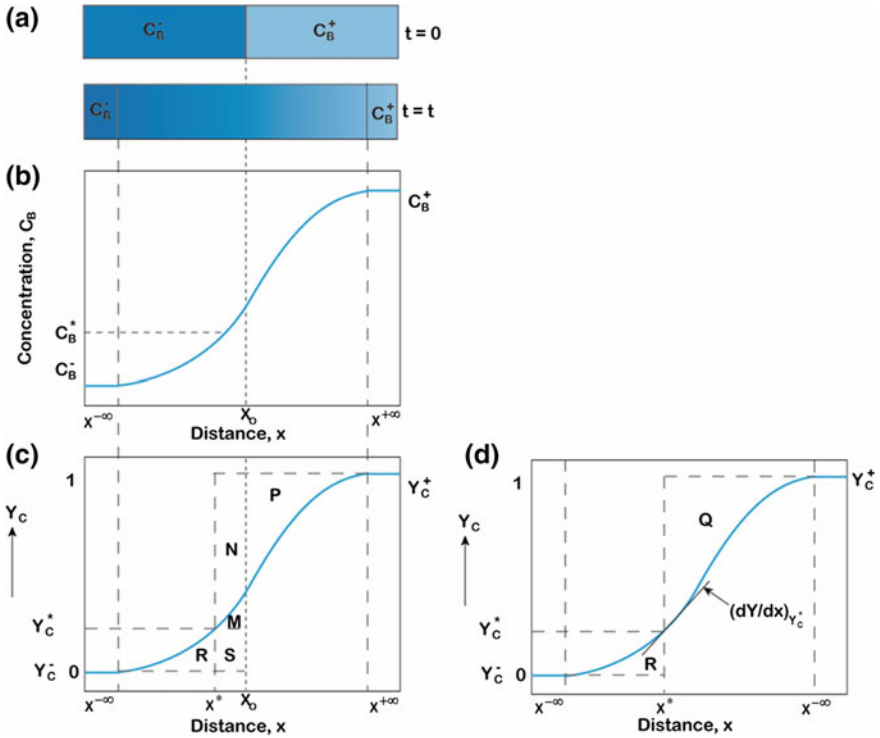 (a)
C_B^- C_B^+ t = 0
C_B^- C_B^+ t = t
(b)
Concentration, C_B
C_B^+
C_B^*
C_B^-
x^{-∞} X_o x^{+∞}
Distance, x
(c)
1 Y_C^+
P
Y_C
N
Y_C^* M
R S
Y_C^- 0
x^{-∞} x^* X_o x^{+∞}
Distance, x
(d)
1 Y_C^+
Y_C Q
(dY/dx)_{Y_C^*}
Y_C^*
R
Y_C^- 0
x^{-∞} x^* x^{-∞}
Distance, x